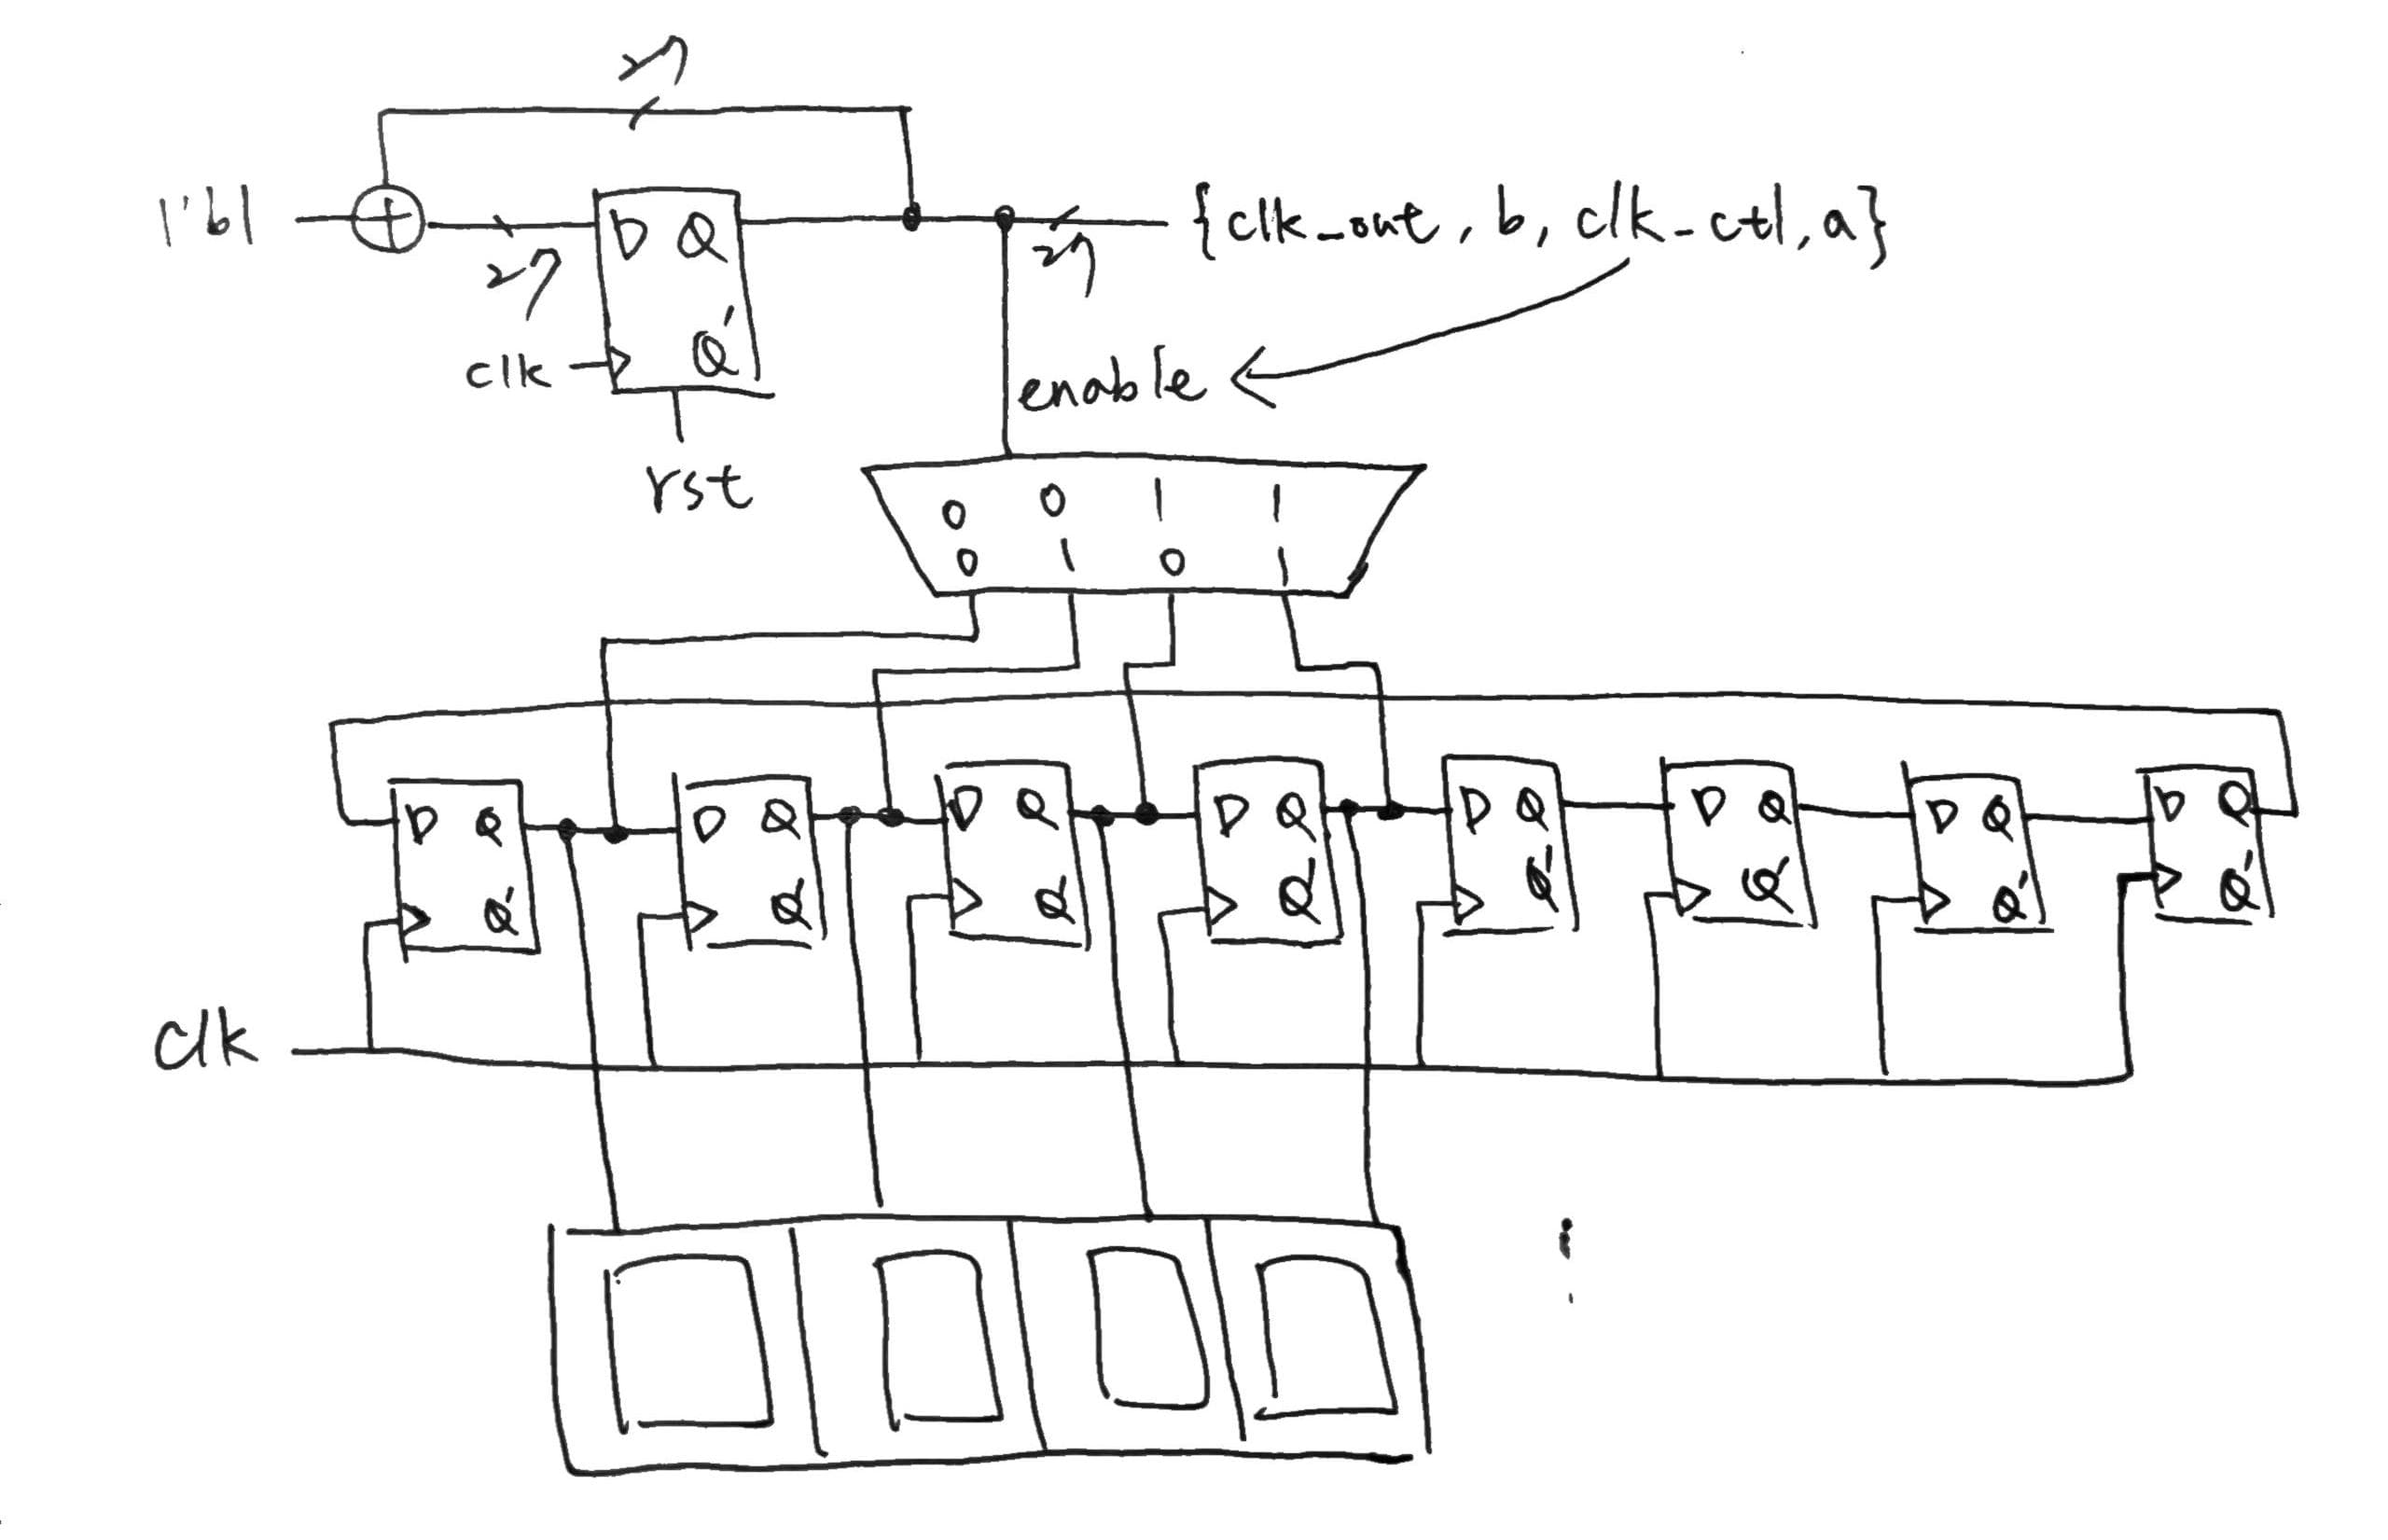 27
1'b1
D Q
27
27
{clk_out, b, clk_ctl, a}
clk
Q'
enable
rst
0 0 1 1
0 1 0 1
D Q D Q D Q D Q D Q D Q D Q D Q
Q' Q' Q' Q' Q' Q' Q' Q'
clk